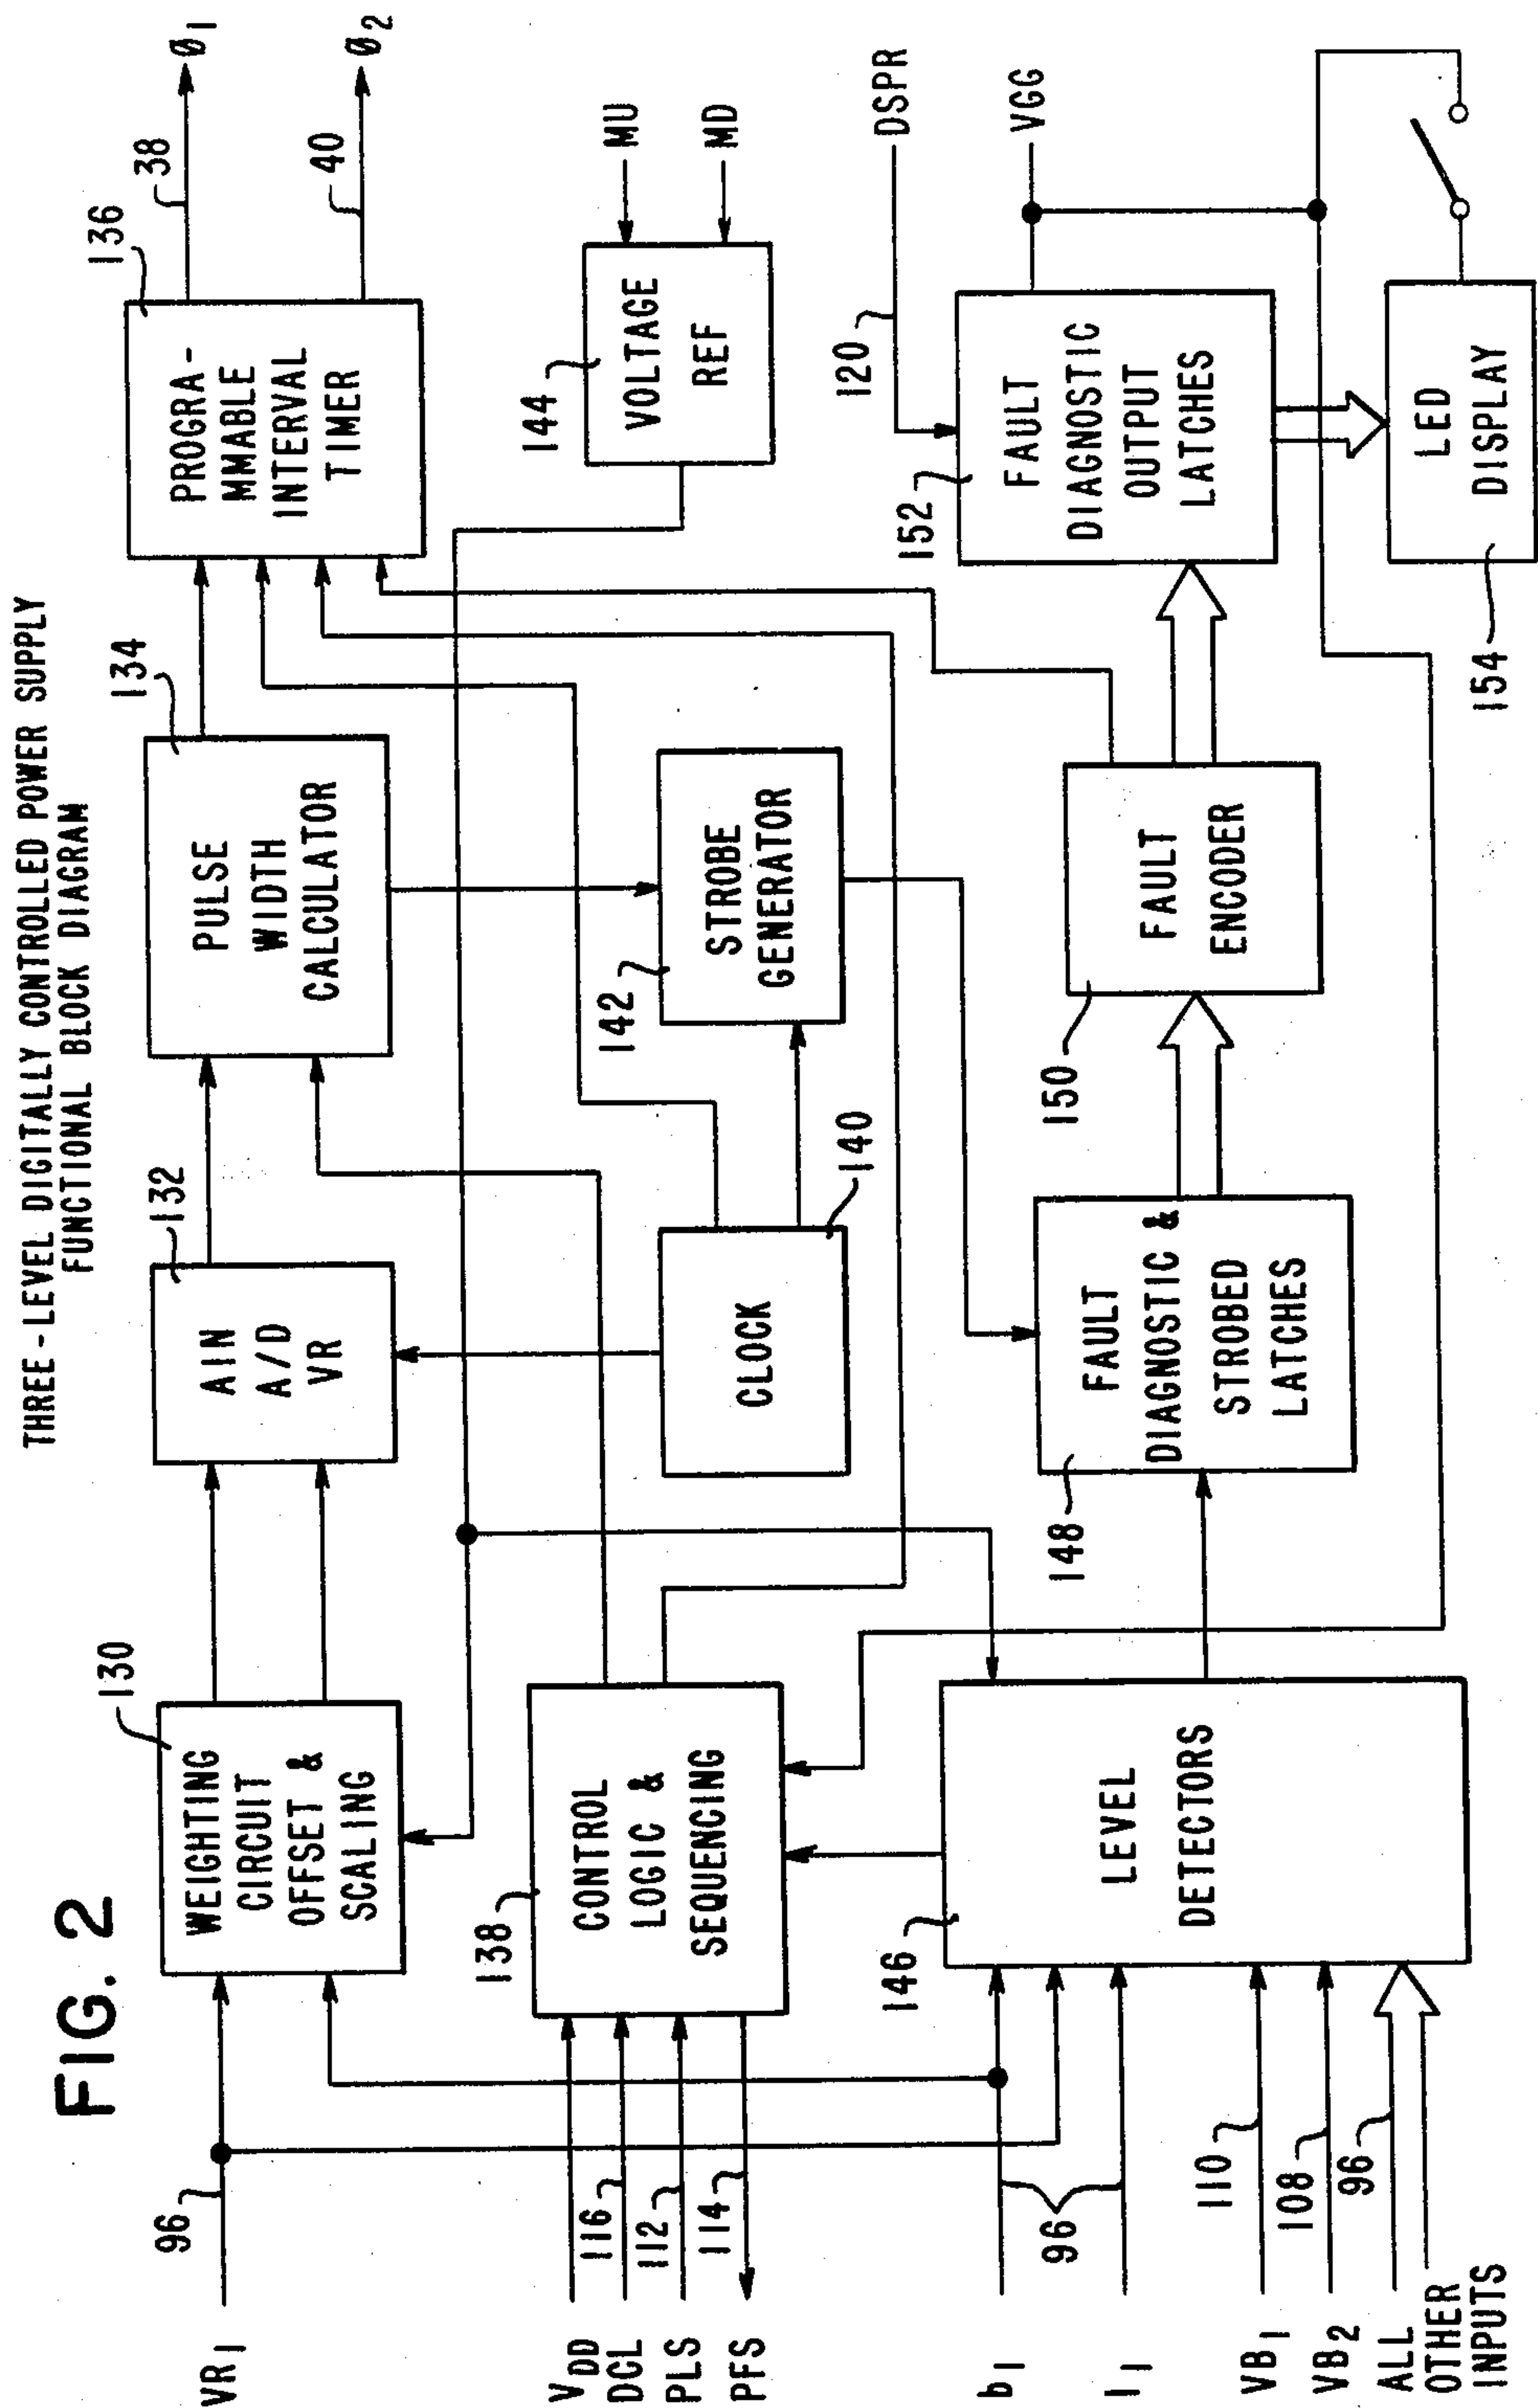 FIG. 2
THREE-LEVEL DIGITALLY CONTROLLED POWER SUPPLY
FUNCTIONAL BLOCK DIAGRAM
VR1
96
130
WEIGHTING
CIRCUIT
OFFSET &
SCALING
132
AIN
A/D
VR
134
PULSE
WIDTH
CALCULATOR
136
PROGRA-
MMABLE
INTERVAL
TIMER
38
Ø1
40
Ø2
VDD
DCL
116
PLS
112
PFS
114
138
CONTROL
LOGIC &
SEQUENCING
140
CLOCK
142
STROBE
GENERATOR
144
VOLTAGE
REF
MU
MD
b1
I1
96
VB1
110
VB2
108
ALL
OTHER
INPUTS
96
146
LEVEL
DETECTORS
148
FAULT
DIAGNOSTIC &
STROBED
LATCHES
150
FAULT
ENCODER
152
FAULT
DIAGNOSTIC
OUTPUT
LATCHES
120
DSPR
VGG
154
LED
DISPLAY